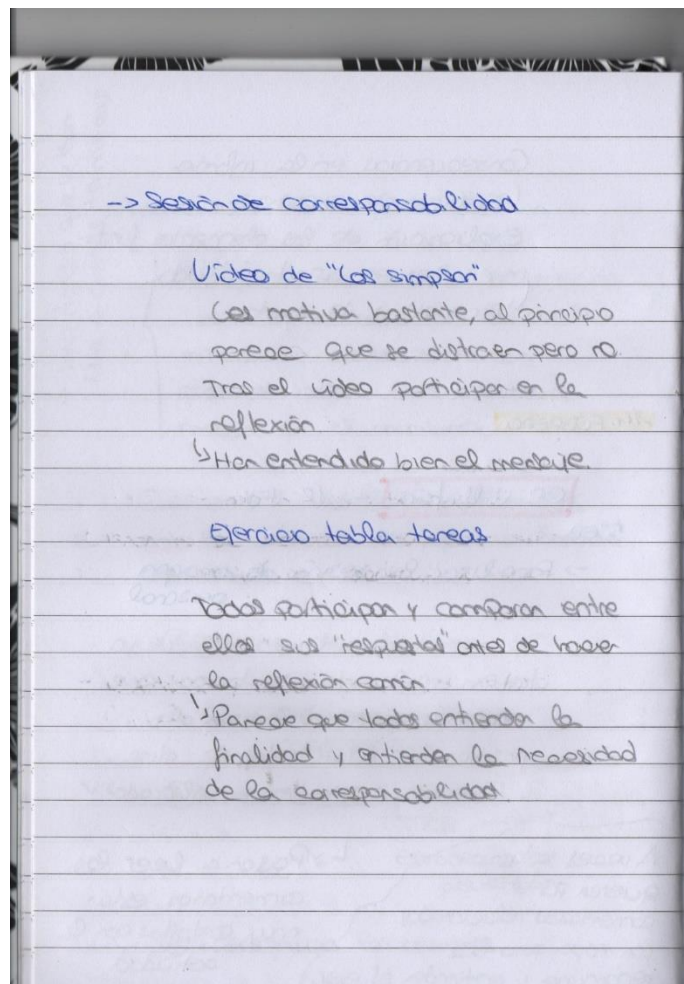 -> Sesión de corresponsabilidad
Vídeo de "Los simpson"
Les motiva bastante, al principio
parece que se distraen pero no.
Tras el vídeo participan en la
reflexión
↳ Han entendido bien el mensaje.
Ejercicio tabla tareas
Todos participan y comparan entre
ellos sus "respuestas" antes de hacer
la reflexión común
↳ Parece que todos entienden la
finalidad y entienden la necesidad
de la corresponsabilidad.